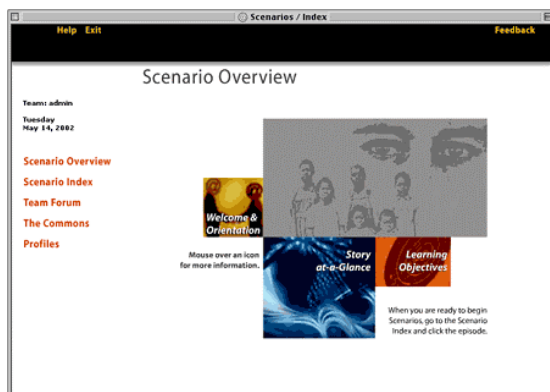 Scenarios / Index
Help Exit
Feedback
Scenario Overview
Team: admin
Tuesday
May 14, 2002
Scenario Overview
Scenario Index
Team Forum
The Commons
Profiles
Welcome &
Orientation
Mouse over an icon
for more information.
Story
at-a-Glance
Learning
Objectives
When you are ready to begin
Scenarios, go to the Scenario
Index and click the episode.